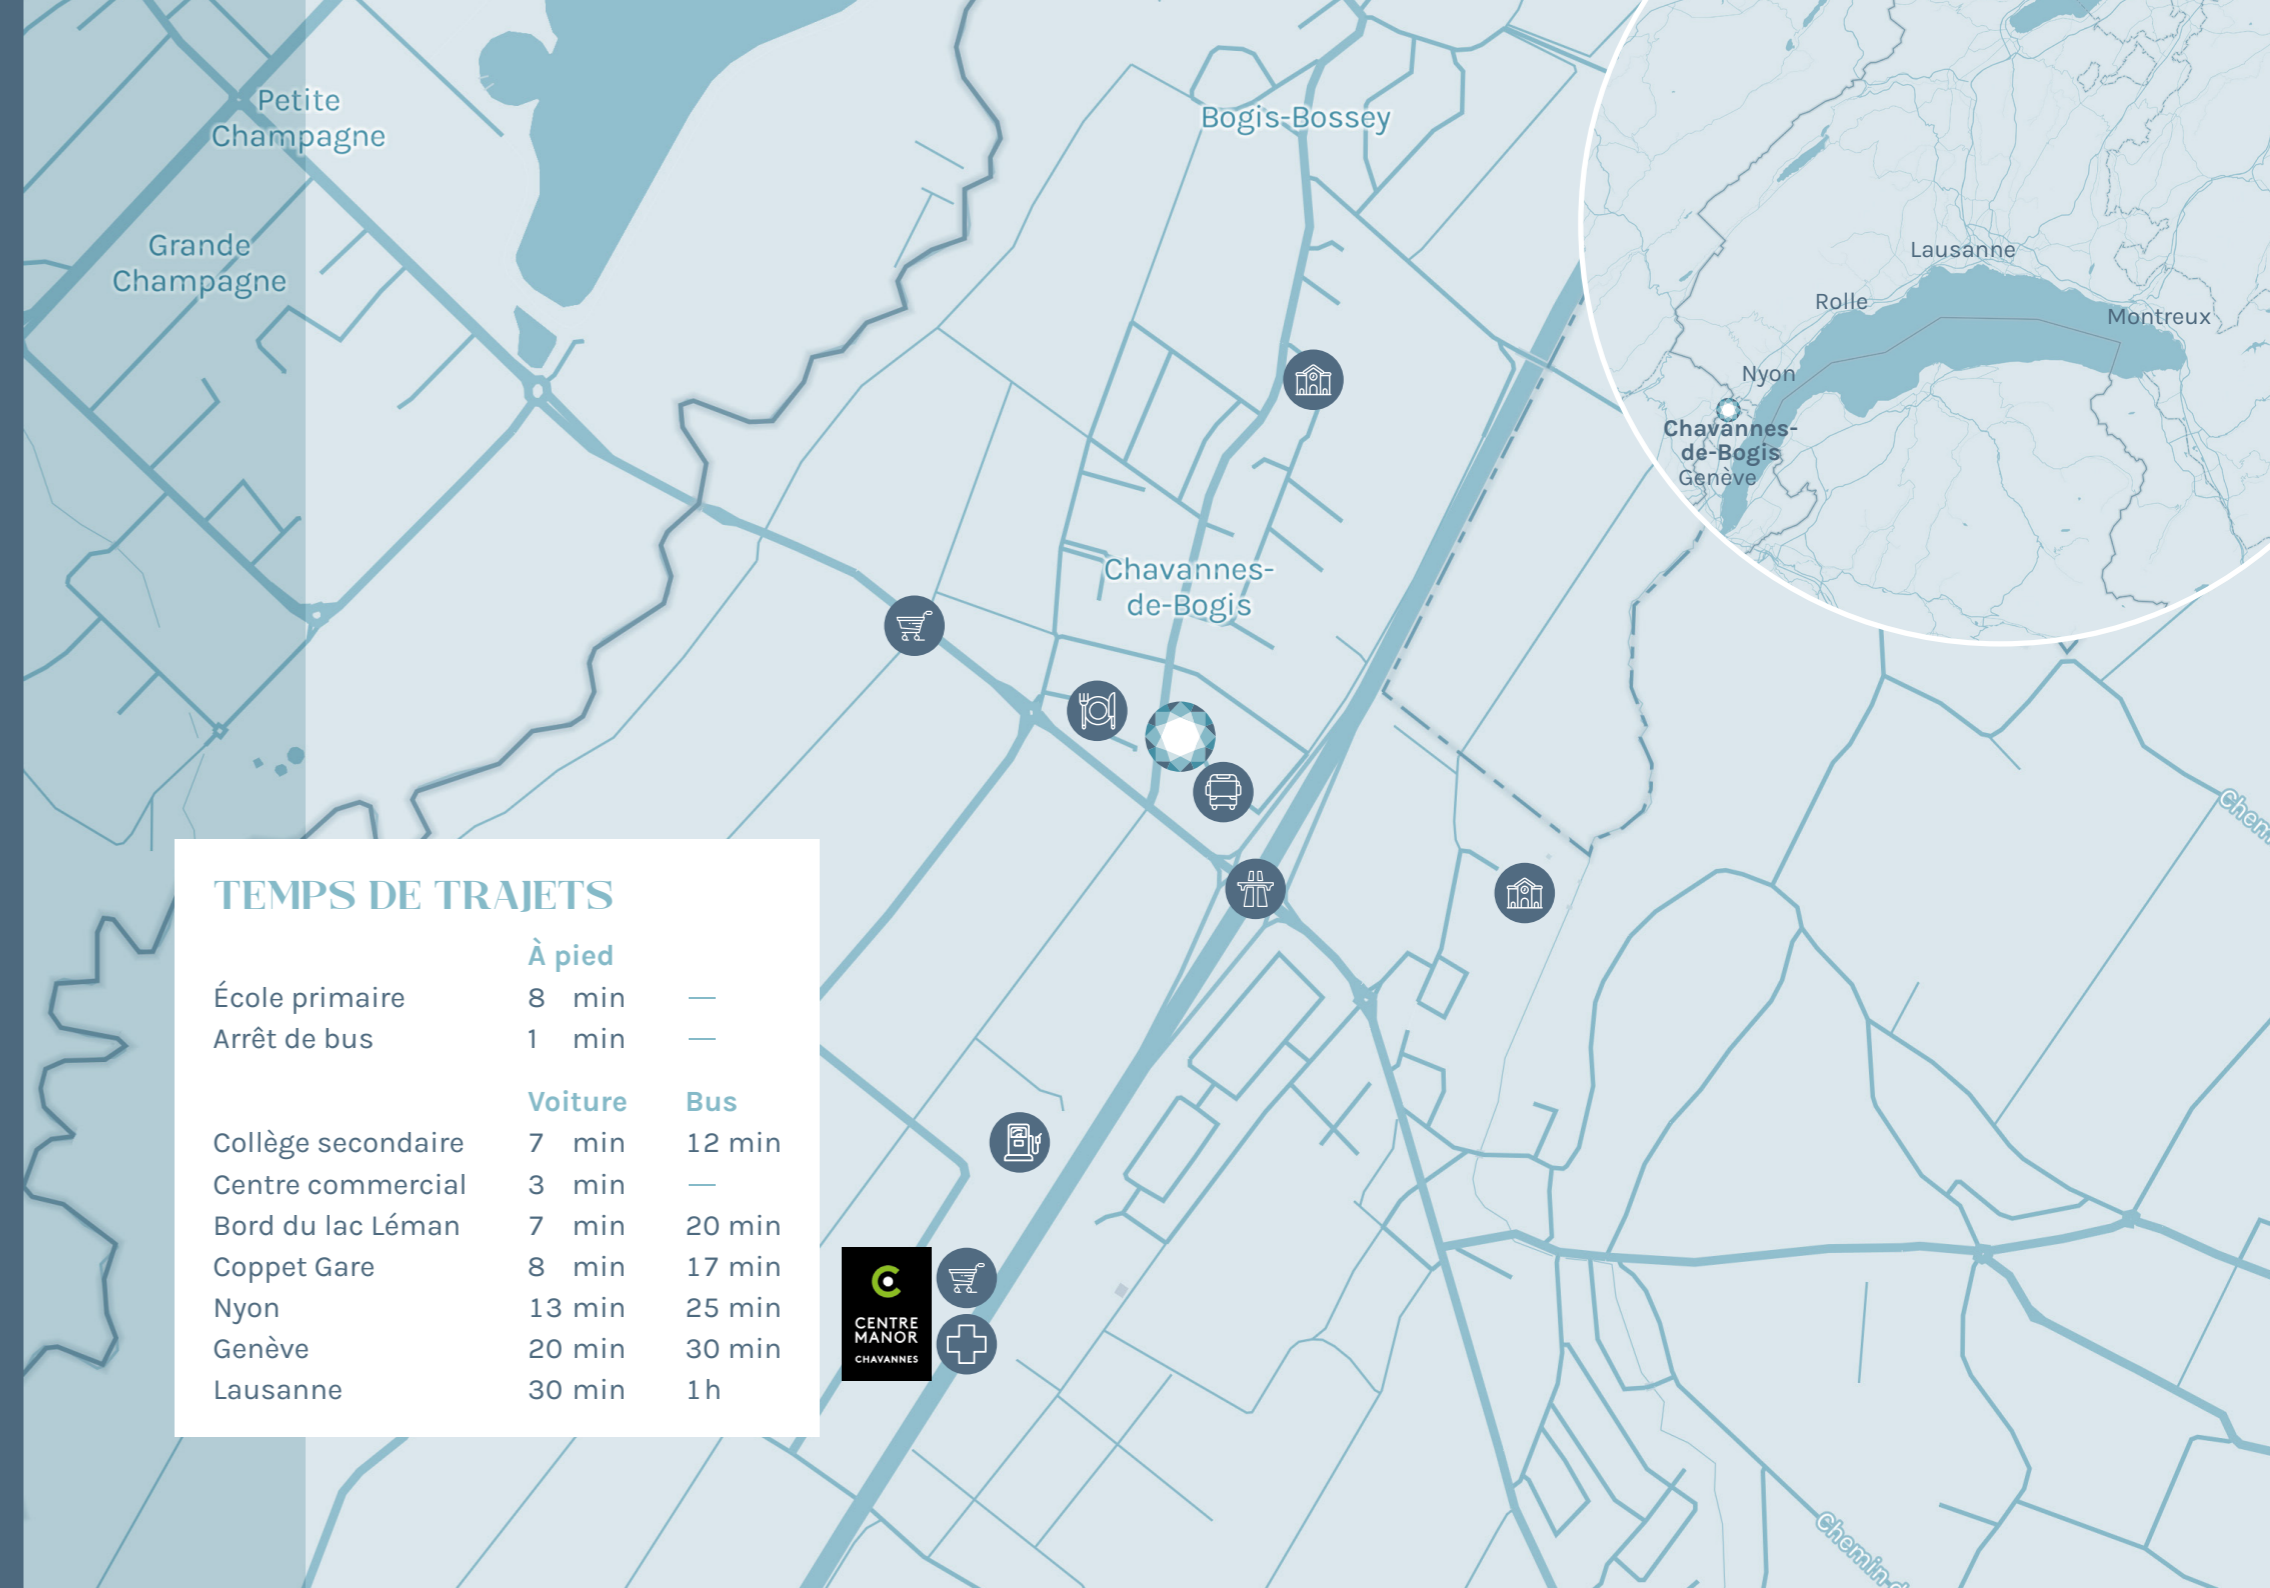 Petite
Champagne
Grande
Champagne
Bogis-Bossey
Chavannes-
de-Bogis
Lausanne
Rolle
Montreux
Nyon
Chavannes-
de-Bogis
Genève
TEMPS DE TRAJETS
À pied
École primaire 8 min —
Arrêt de bus 1 min —
Voiture Bus
Collège secondaire 7 min 12 min
Centre commercial 3 min —
Bord du lac Léman 7 min 20 min
Coppet Gare 8 min 17 min
Nyon 13 min 25 min
Genève 20 min 30 min
Lausanne 30 min 1 h
CENTRE
MANOR
CHAVANNES
Chemin